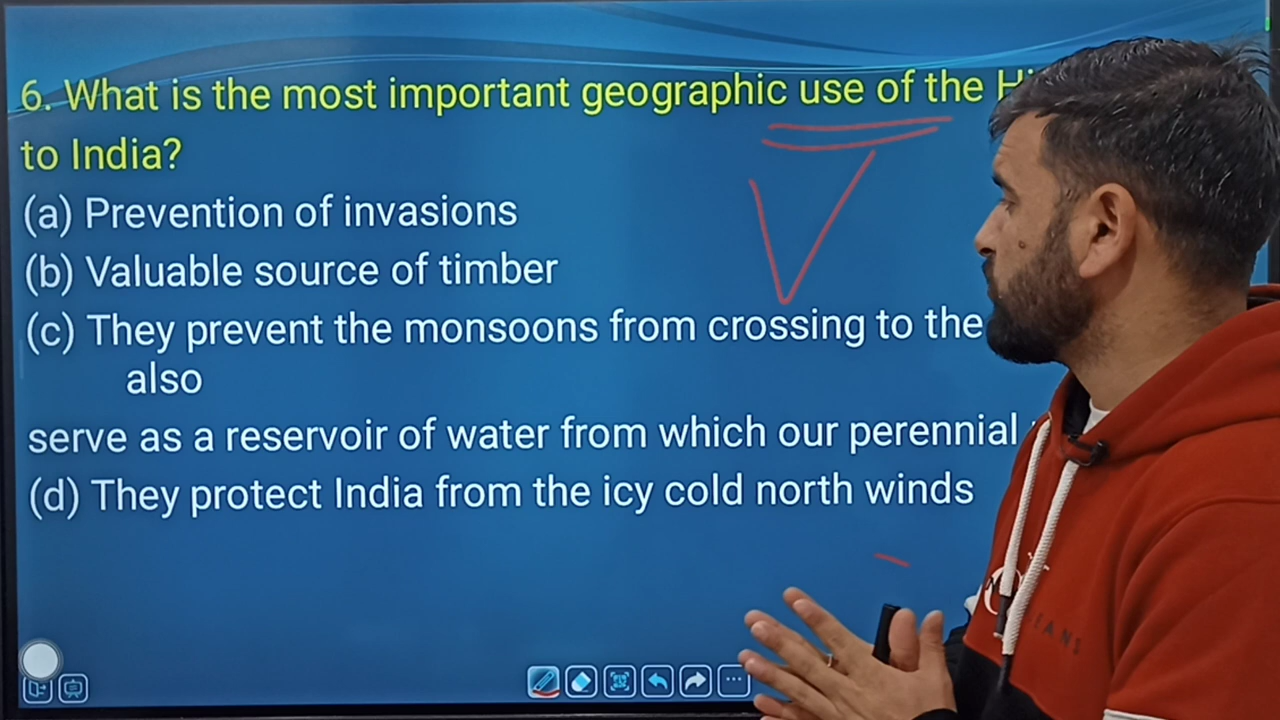 6. What is the most important geographic use of the
to India?
(a) Prevention of invasions
(b) Valuable source of timber
(c) They prevent the monsoons from crossing to the
also
serve as a reservoir of water from which our perennial
(d) They protect India from the icy cold north winds